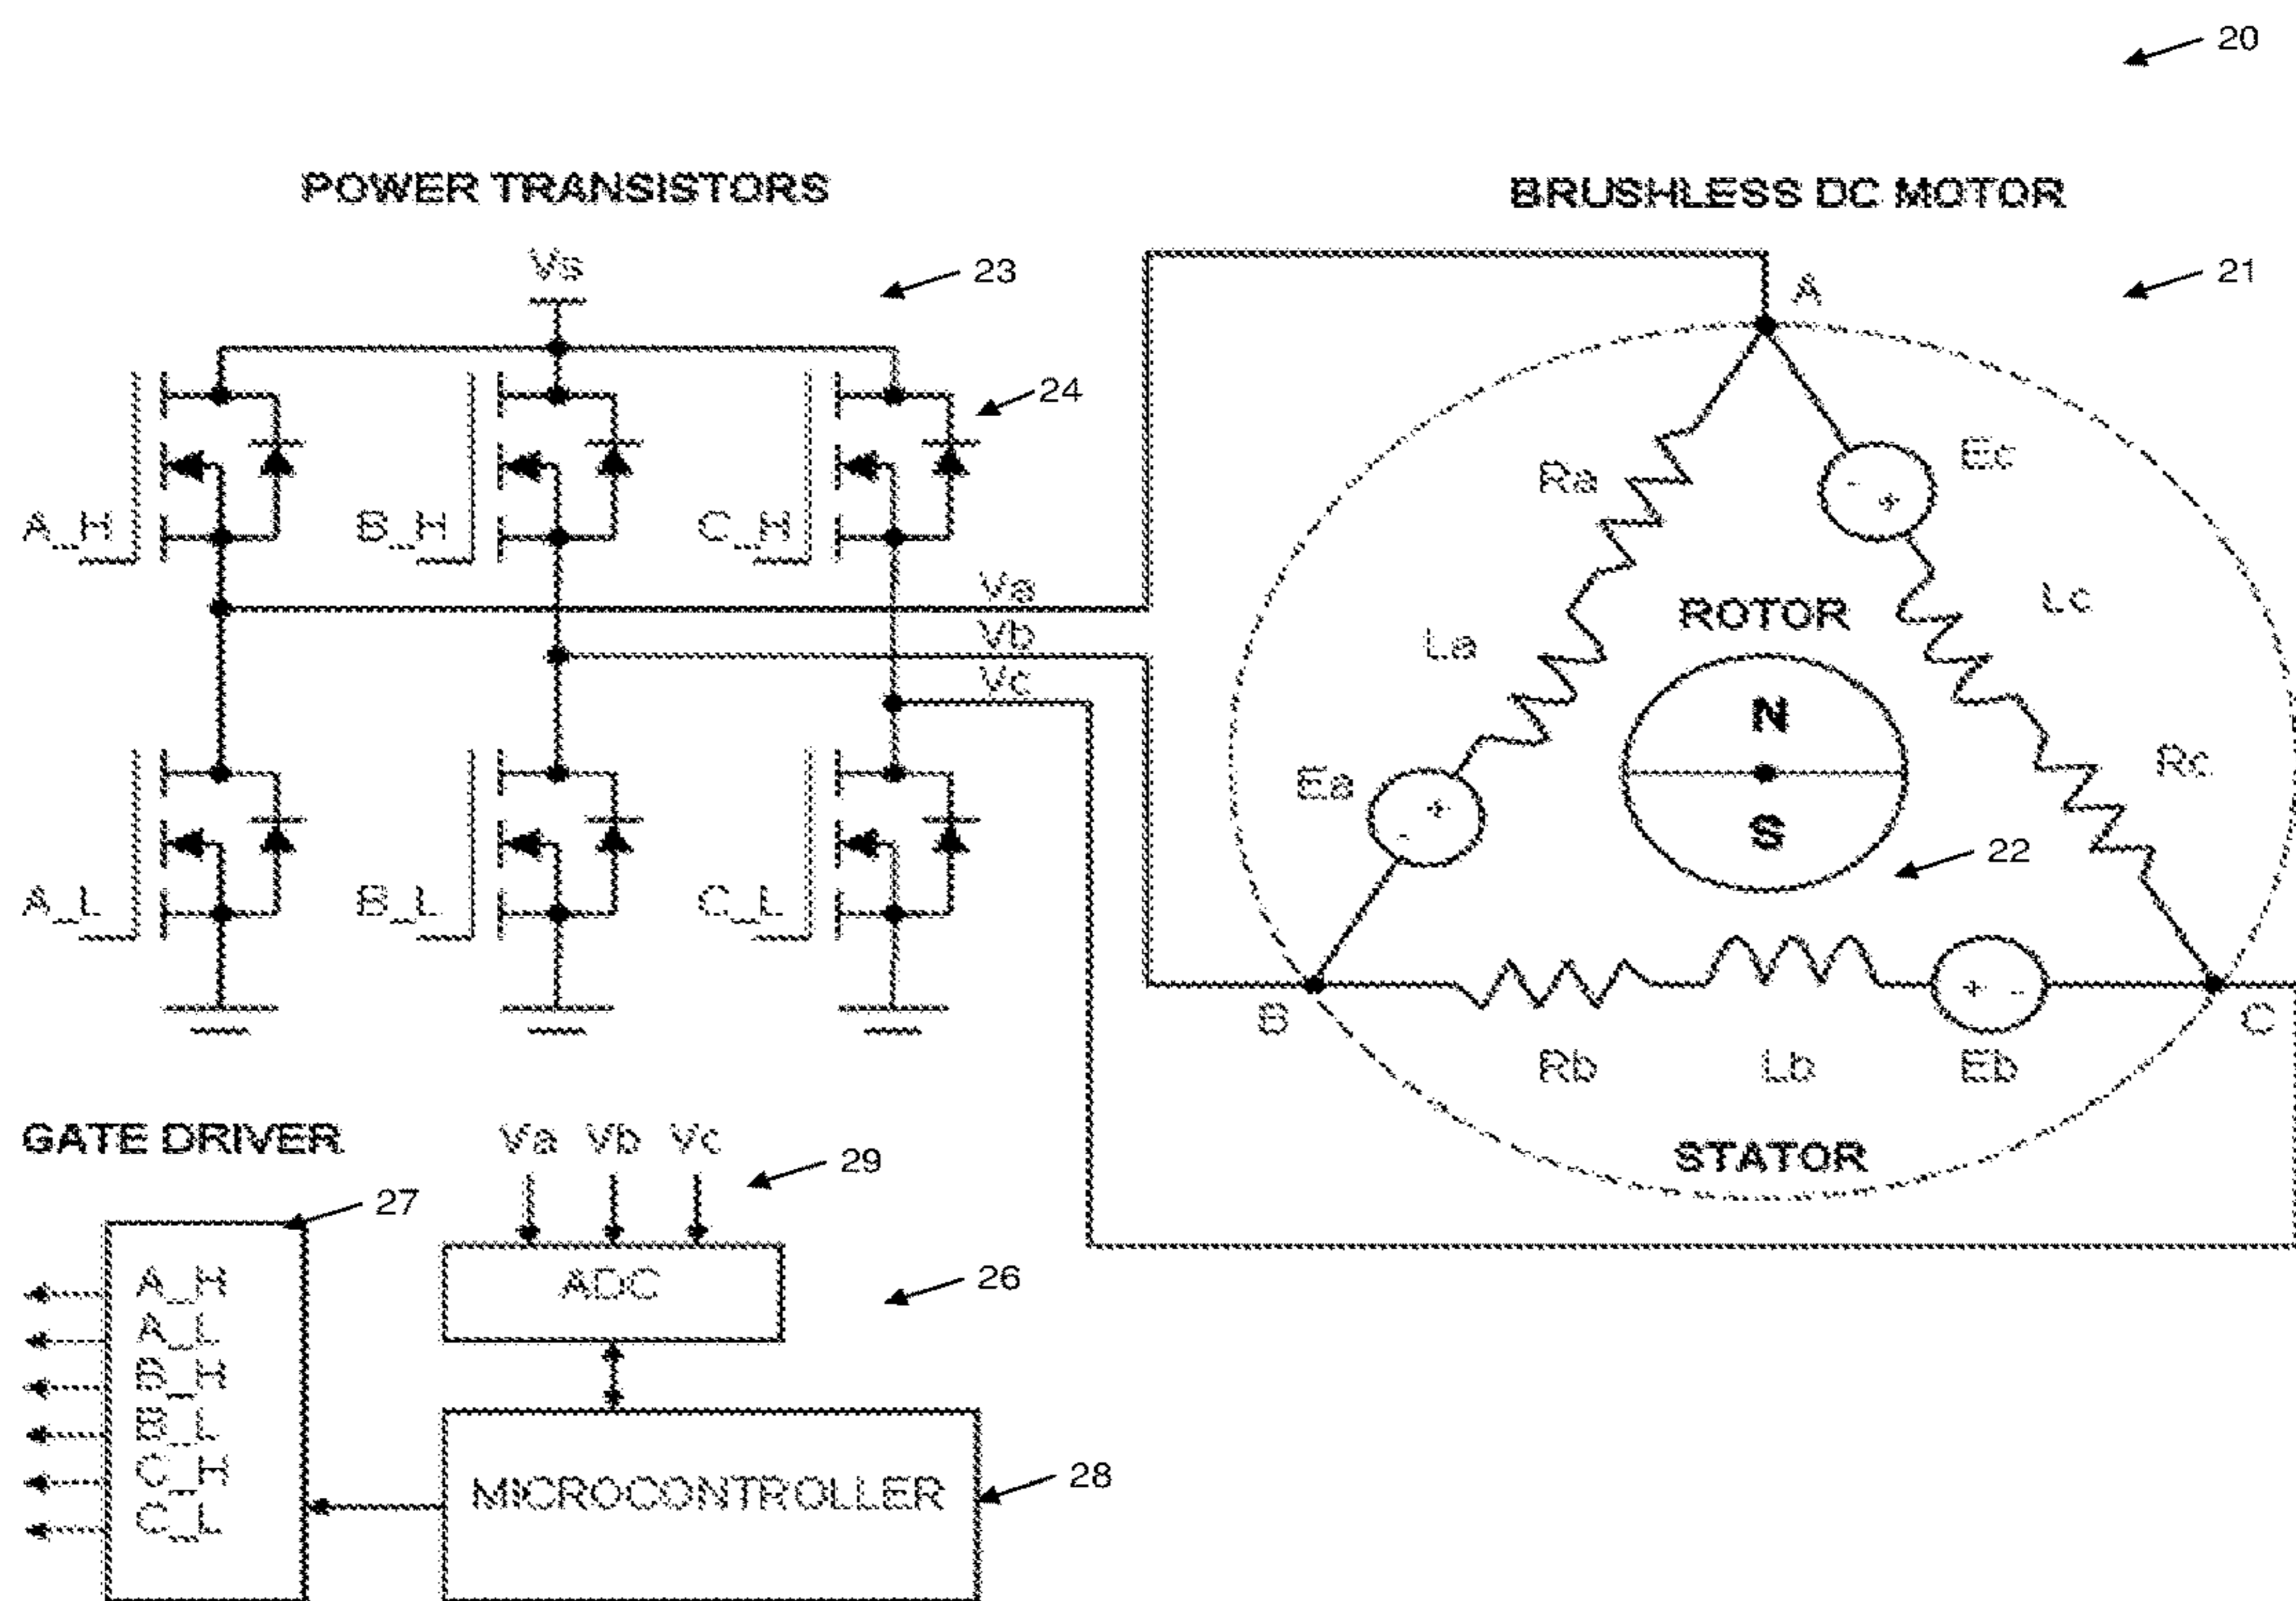 20
POWER TRANSISTORS
BRUSHLESS DC MOTOR
Vs
23
21
A
24
Ra
Ec
A_H
B_H
C_H
Va
Vb
Vc
La
Lc
ROTOR
N
S
Ea
Rc
22
A_L
B_L
C_L
+
-
-
+
+ -
B
C
Rb
Lb
Eb
STATOR
GATE DRIVER
Va Vb Vc
29
27
ADC
26
A_H
A_L
B_H
B_L
C_H
C_L
MICROCONTROLLER
28